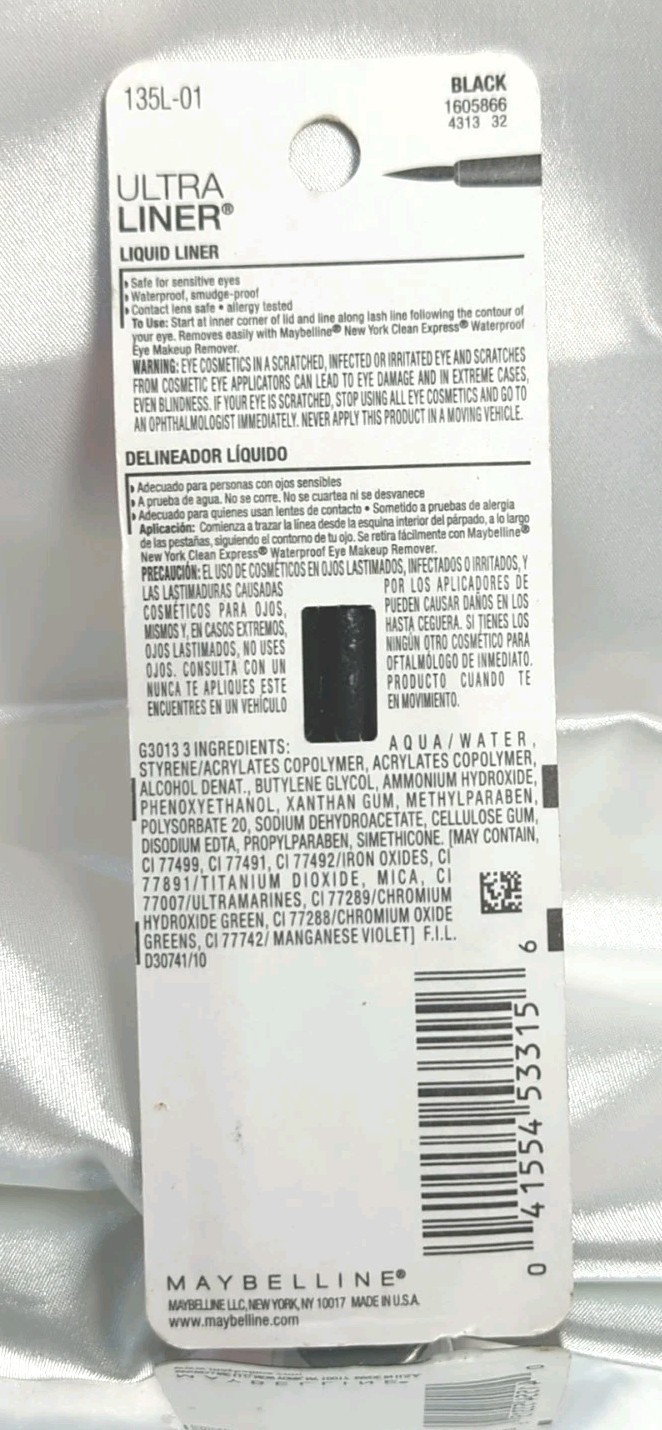 135L-01
BLACK
1605866
4313 32
ULTRA
LINER®
LIQUID LINER
Safe for sensitive eyes
Waterproof, smudge-proof
Contact lens safe • allergy tested
To Use: Start at inner corner of lid and line along lash line following the contour of
your eye. Removes easily with Maybelline® New York Clean Express® Waterproof
Eye Makeup Remover.
WARNING: EYE COSMETICS IN A SCRATCHED, INFECTED OR IRRITATED EYE AND SCRATCHES
FROM COSMETIC EYE APPLICATORS CAN LEAD TO EYE DAMAGE AND IN EXTREME CASES,
EVEN BLINDNESS. IF YOUR EYE IS SCRATCHED, STOP USING ALL EYE COSMETICS AND GO TO
AN OPHTHALMOLOGIST IMMEDIATELY. NEVER APPLY THIS PRODUCT IN A MOVING VEHICLE.
DELINEADOR LÍQUIDO
Adecuado para personas con ojos sensibles
A prueba de agua. No se corre. No se cuartea ni se desvanece
Adecuado para quienes usan lentes de contacto • Sometido a pruebas de alergia
Aplicación: Comienza a trazar la línea desde la esquina interior del párpado, a lo largo
de las pestañas, siguiendo el contorno de tu ojo. Se retira fácilmente con Maybelline®
New York Clean Express® Waterproof Eye Makeup Remover.
PRECAUCIÓN: EL USO DE COSMÉTICOS EN OJOS LASTIMADOS, INFECTADOS O IRRITADOS, Y
LAS LASTIMADURAS CAUSADAS POR LOS APLICADORES DE
COSMÉTICOS PARA OJOS, PUEDEN CAUSAR DAÑOS EN LOS
MISMOS Y, EN CASOS EXTREMOS, HASTA CEGUERA. SI TIENES LOS
OJOS LASTIMADOS, NO USES NINGÚN OTRO COSMÉTICO PARA
OJOS. CONSULTA CON UN OFTALMÓLOGO DE INMEDIATO.
NUNCA TE APLIQUES ESTE PRODUCTO CUANDO TE
ENCUENTRES EN UN VEHÍCULO EN MOVIMIENTO.
G3013 3 INGREDIENTS: AQUA/WATER,
STYRENE/ACRYLATES COPOLYMER, ACRYLATES COPOLYMER,
ALCOHOL DENAT., BUTYLENE GLYCOL, AMMONIUM HYDROXIDE,
PHENOXYETHANOL, XANTHAN GUM, METHYLPARABEN,
POLYSORBATE 20, SODIUM DEHYDROACETATE, CELLULOSE GUM,
DISODIUM EDTA, PROPYLPARABEN, SIMETHICONE. [MAY CONTAIN,
CI 77499, CI 77491, CI 77492/IRON OXIDES, CI
77891/TITANIUM DIOXIDE, MICA, CI
77007/ULTRAMARINES, CI 77289/CHROMIUM
HYDROXIDE GREEN, CI 77288/CHROMIUM OXIDE
GREENS, CI 77742/ MANGANESE VIOLET] F.I.L.
D30741/10
0 41554 53315 6
MAYBELLINE®
MAYBELLINE LLC, NEW YORK, NY 10017 MADE IN U.S.A.
www.maybelline.com